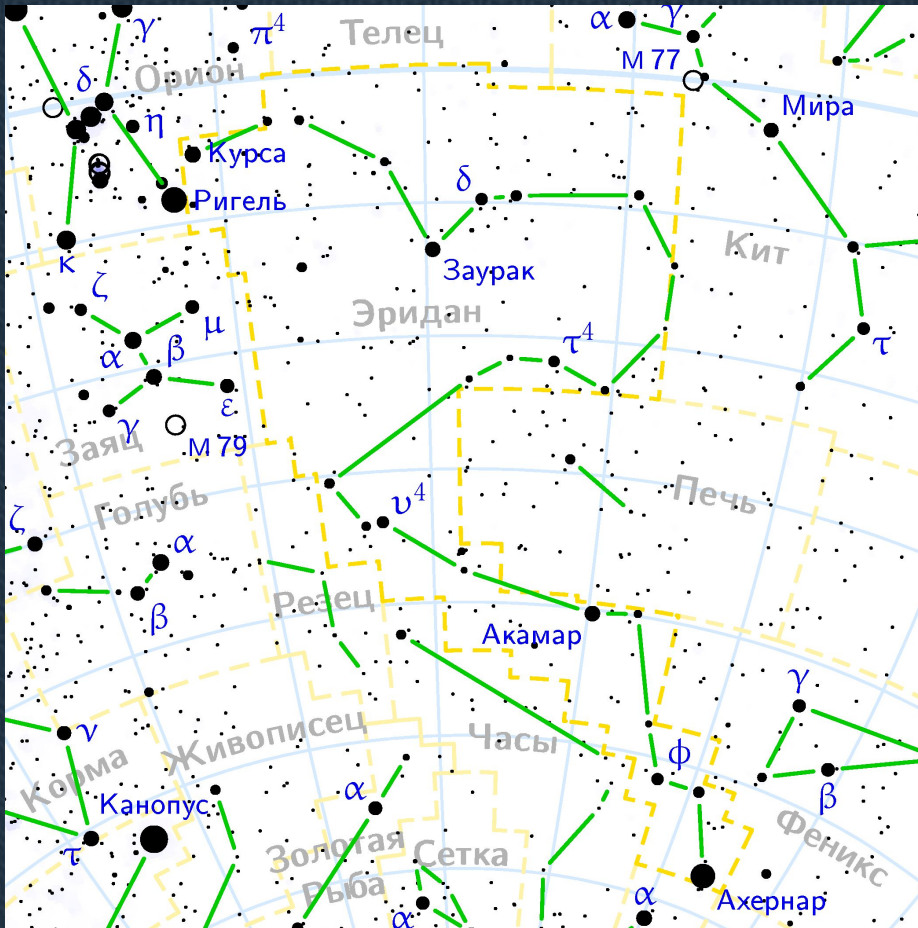 γ
π⁴
Телец
α
γ
М 77
Орион
δ
η
Мира
Курса
δ
Ригель
κ
Заурак
Кит
ζ
μ
Эридан
α
β
τ⁴
τ
ε
γ
М 79
Заяц
υ⁴
Печь
Голубь
ζ
α
β
Резец
Акамар
γ
ν
Живописец
Часы
φ
Корма
Канопус
α
β
τ
Золотая
Рыба
Сетка
Феникс
α
α
Ахернар